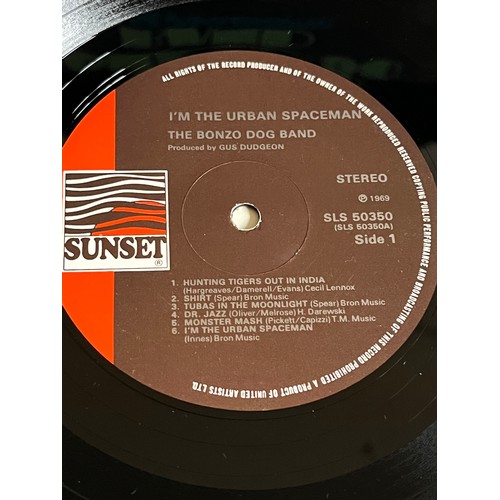 ALL RIGHTS OF THE RECORD PRODUCER AND OF THE OWNER OF THE WORK REPRODUCED RESERVED COPYING PUBLIC PERFORMANCE AND BROADCASTING OF THIS RECORD PROHIBITED A PRODUCT OF UNITED ARTISTS LTD.
I'M THE URBAN SPACEMAN
THE BONZO DOG BAND
Produced by GUS DUDGEON
STEREO
℗ 1969
SLS 50350
(SLS 50350A)
Side 1
SUNSET®
1. HUNTING TIGERS OUT IN INDIA
(Hargreaves/Damerell/Evans) Cecil Lennox
2. SHIRT (Spear) Bron Music
3. TUBAS IN THE MOONLIGHT (Spear) Bron Music
4. DR. JAZZ (Oliver/Melrose) H. Darewski
5. MONSTER MASH (Pickett/Capizzi) T.M. Music
6. I'M THE URBAN SPACEMAN
(Innes) Bron Music